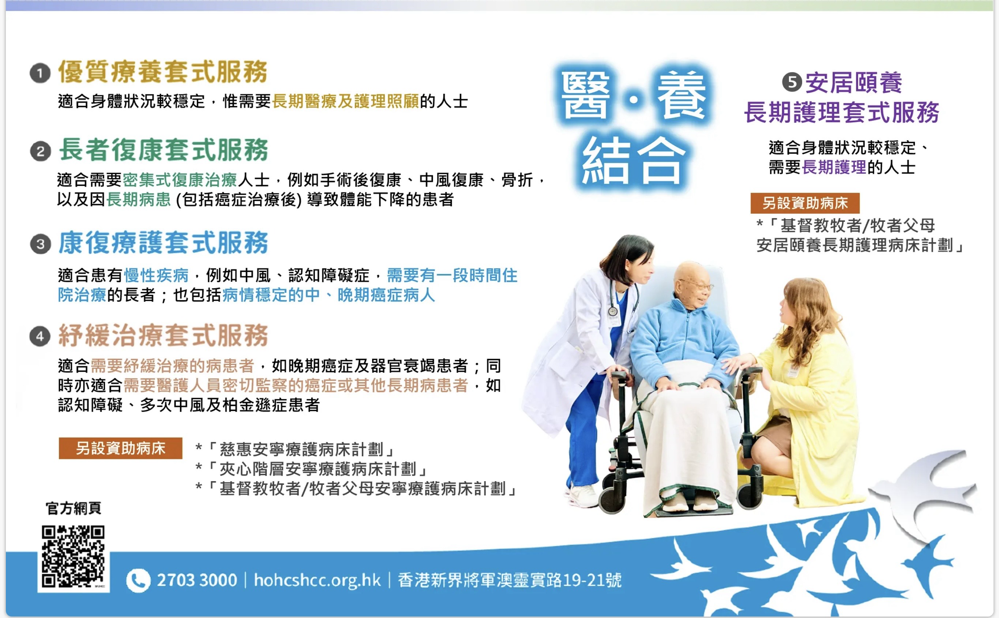 1 優質療養套式服務
適合身體狀況較穩定，惟需要長期醫療及護理照顧的人士
2 長者復康套式服務
適合需要密集式復康治療人士，例如手術後復康、中風復康、骨折，
以及因長期病患 (包括癌症治療後) 導致體能下降的患者
3 康復療護套式服務
適合患有慢性疾病，例如中風、認知障礙症，需要有一段時間住
院治療的長者；也包括病情穩定的中、晚期癌症病人
4 紓緩治療套式服務
適合需要紓緩治療的病患者，如晚期癌症及器官衰竭患者；同
時亦適合需要醫護人員密切監察的癌症或其他長期病患者，如
認知障礙、多次中風及柏金遜症患者
另設資助病床
*「慈惠安寧療護病床計劃」
*「夾心階層安寧療護病床計劃」
*「基督教牧者/牧者父母安寧療護病床計劃」
醫·養
結合
5 安居頤養
長期護理套式服務
適合身體狀況較穩定、
需要長期護理的人士
另設資助病床
*「基督教牧者/牧者父母
安居頤養長期護理病床計劃」
官方網頁
2703 3000 | hohcshcc.org.hk | 香港新界將軍澳靈實路19-21號